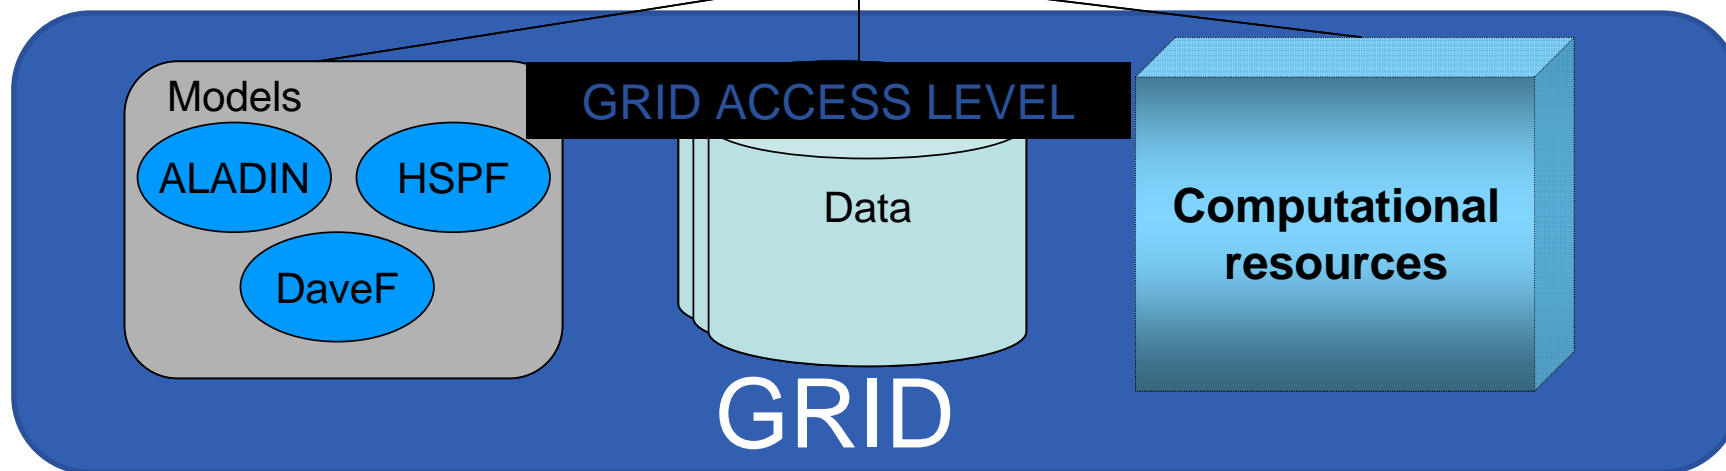 Models
GRID ACCESS LEVEL
ALADIN
HSPF
DaveF
Data
Computational
resources
GRID